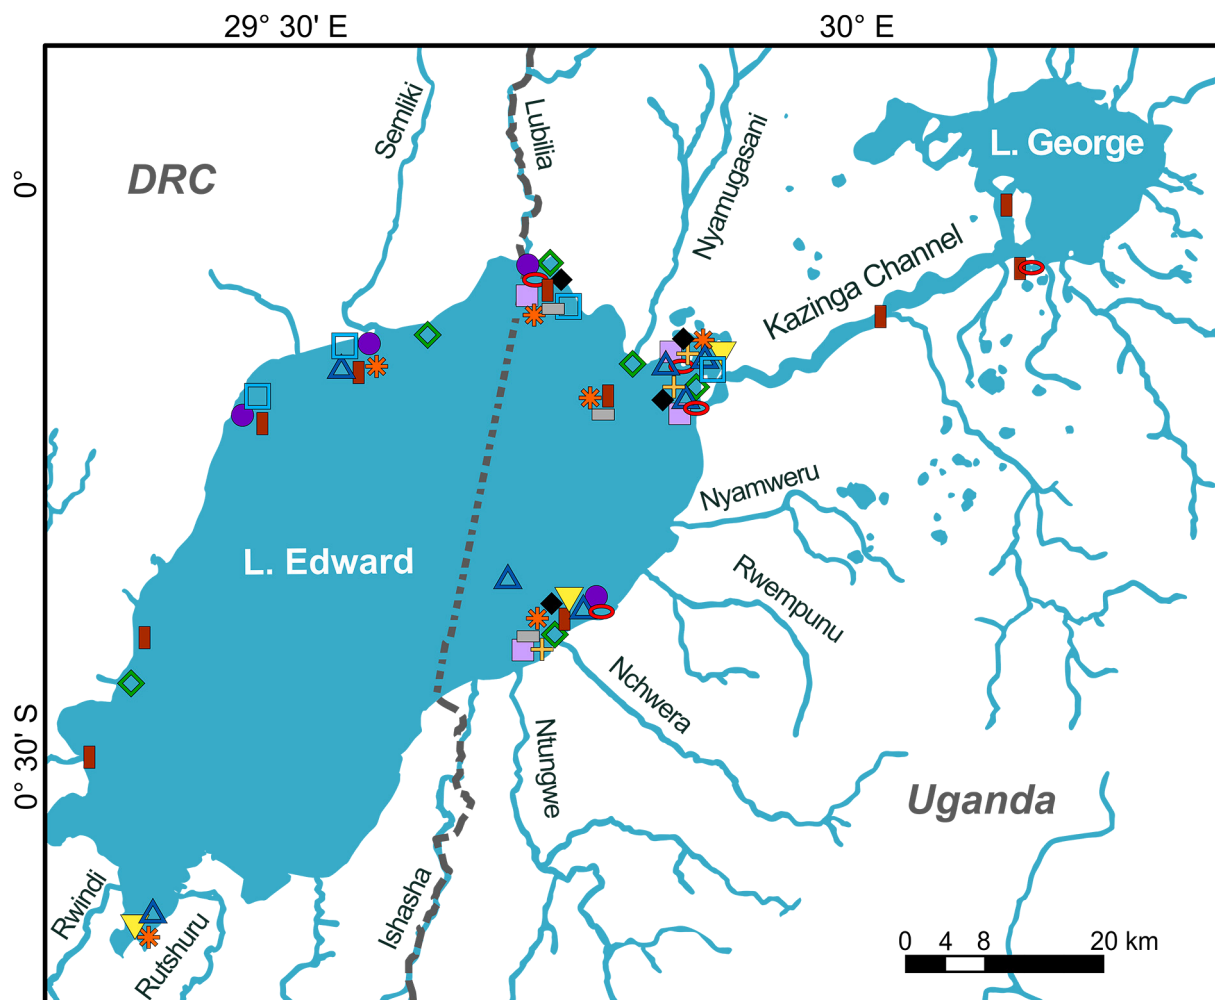 29° 30' E
30° E
0°
0° 30' S
Semliki
Lubilia
Nyamugasani
L. George
DRC
Kazinga Channel
Nyamweru
L. Edward
Rwempunu
Nchwera
Ntungwe
Uganda
Rwindi
Rutshuru
Ishasha
0 4 8 20 km